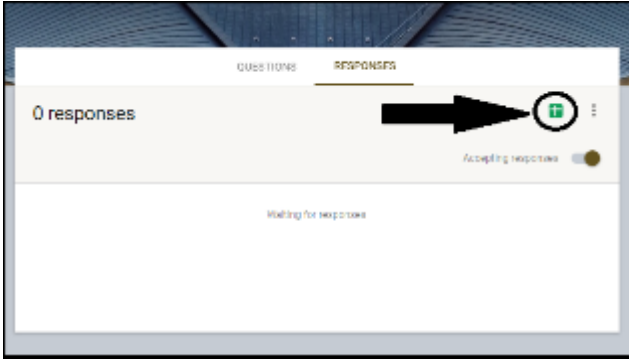 QUESTIONS RESPONSES
0 responses
Accepting responses
Waiting for responses